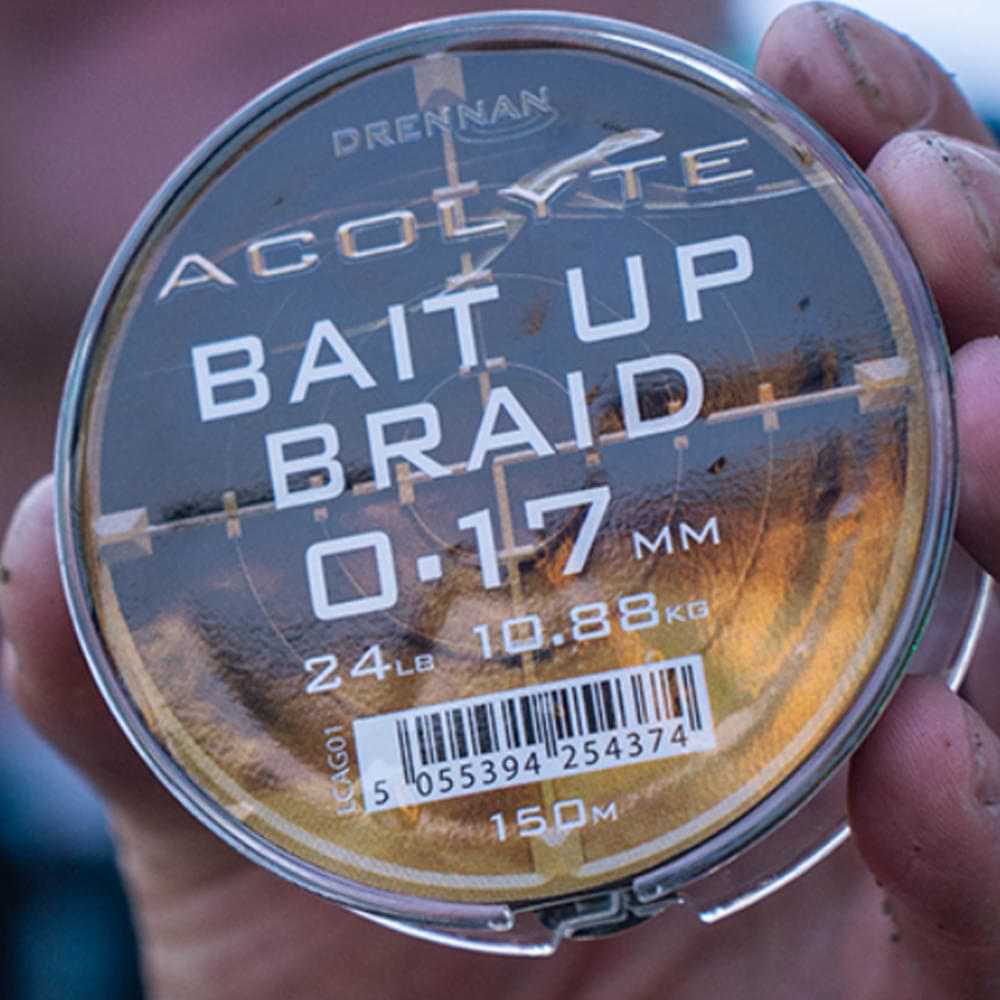 DRENNAN
ACOLYTE
BAIT UP
BRAID
0.17 MM
24LB 10.88KG
LCAG01
5 055394 254374
150M